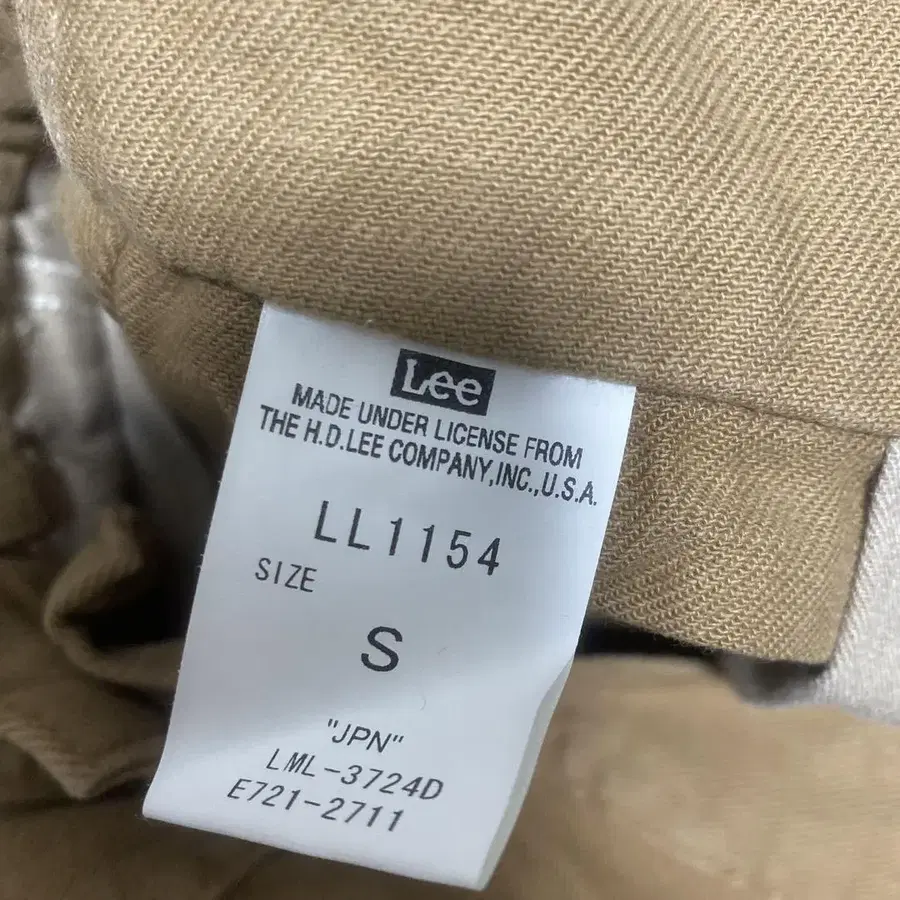 Lee
MADE UNDER LICENSE FROM
THE H.D.LEE COMPANY,INC.,U.S.A.
LL1154
SIZE
S
"JPN"
LML-3724D
E721-2711